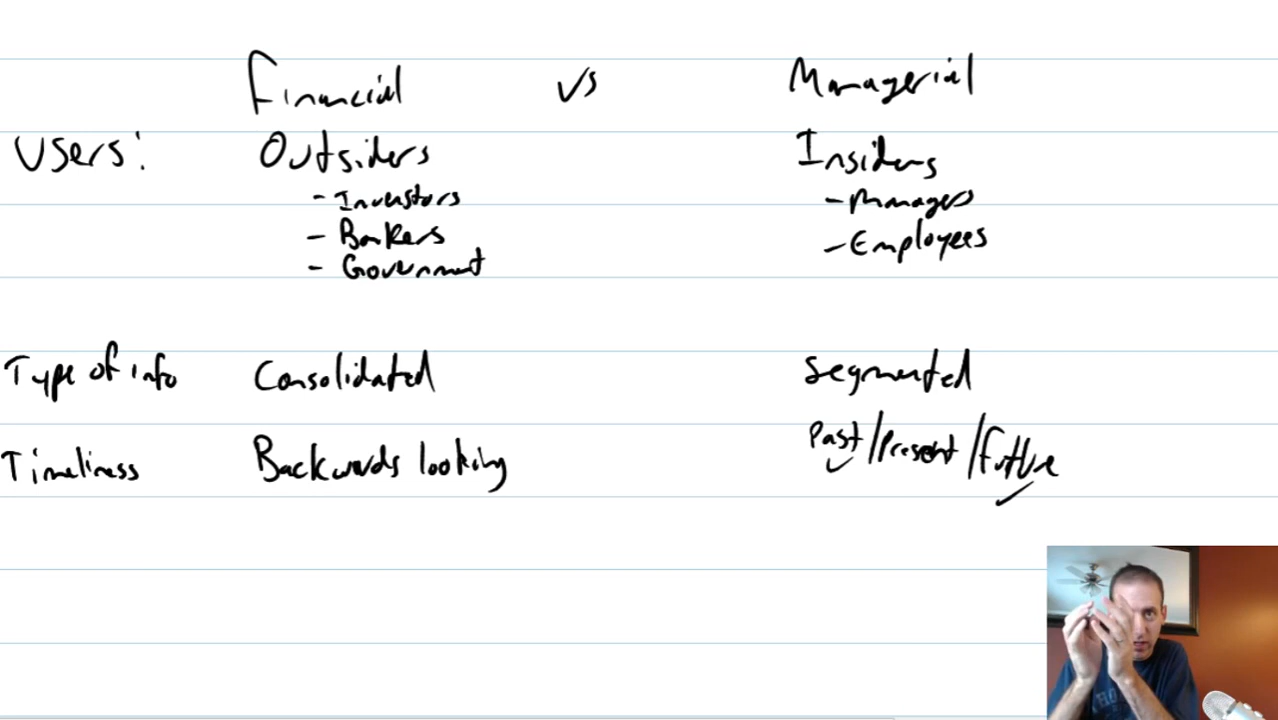 Financial vs Managerial
Users: Outsiders Insiders
- Investors - Managers
- Bankers - Employees
- Government
Type of info Consolidated Segmented
Timeliness Backwards looking Past/Present/Future